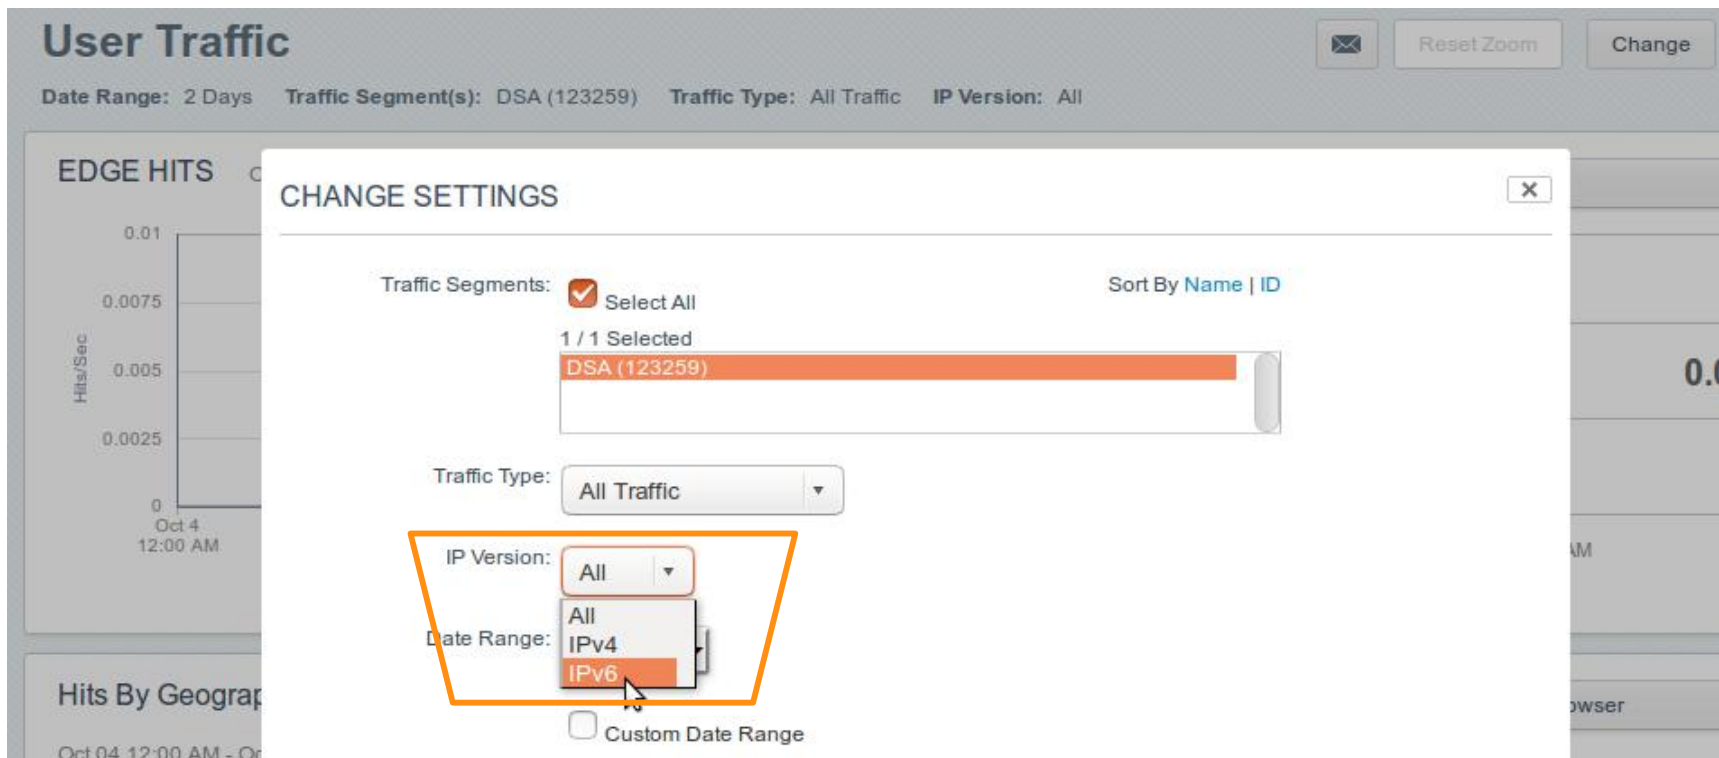 User Traffic
Reset Zoom
Change
Date Range: 2 Days Traffic Segment(s): DSA (123259) Traffic Type: All Traffic IP Version: All
EDGE HITS
CHANGE SETTINGS
0.01
0.0075
0.005
0.0025
0
Hits/Sec
Oct 4
12:00 AM
Traffic Segments:
Select All
Sort By Name | ID
1 / 1 Selected
DSA (123259)
Traffic Type:
All Traffic
IP Version:
All
All
IPv4
IPv6
Date Range:
Custom Date Range
Hits By Geograp
Oct 04 12:00 AM - Oc